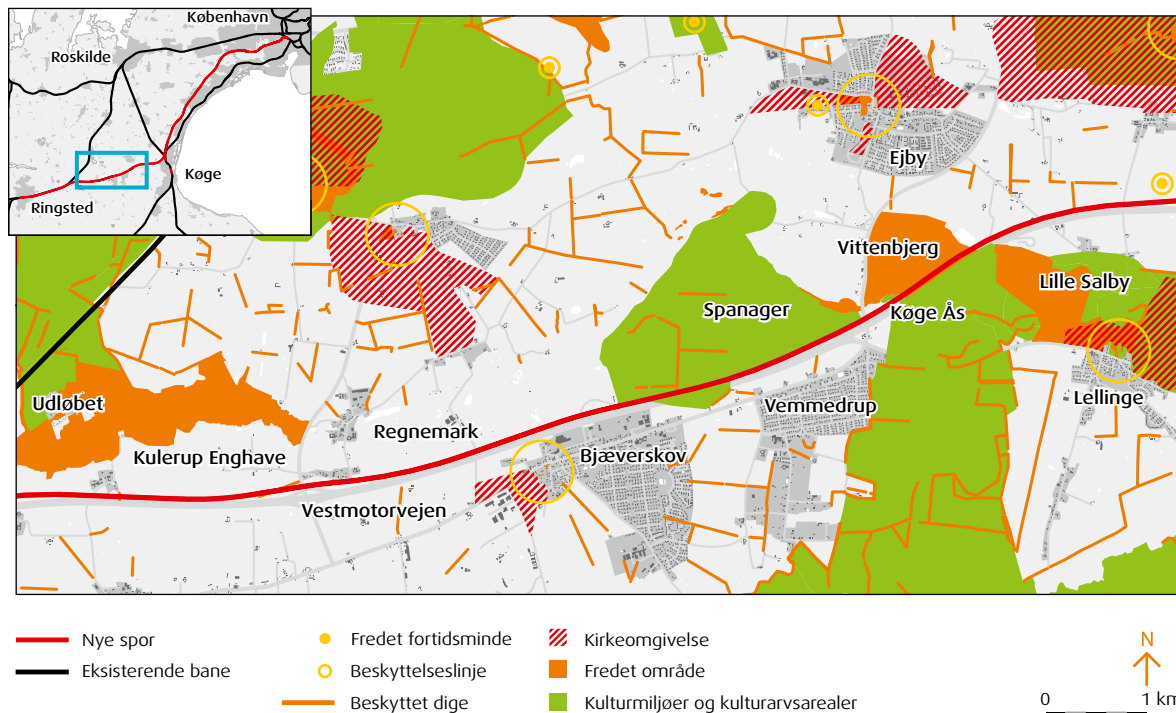 København
Roskilde
Køge
Ringsted
Ejby
Vittenbjerg
Lille Salby
Spanager
Køge Ås
Udløbet
Lellinge
Vemmedrup
Regnemark
Kulerup Enghave
Bjæverskov
Vestmotorvejen
Nye spor
Eksisterende bane
Fredet fortidsminde
Beskyttelseslinje
Beskyttet dige
Kirkeomgivelse
Fredet område
Kulturmiljøer og kulturarvsarealer
N
0 1 km